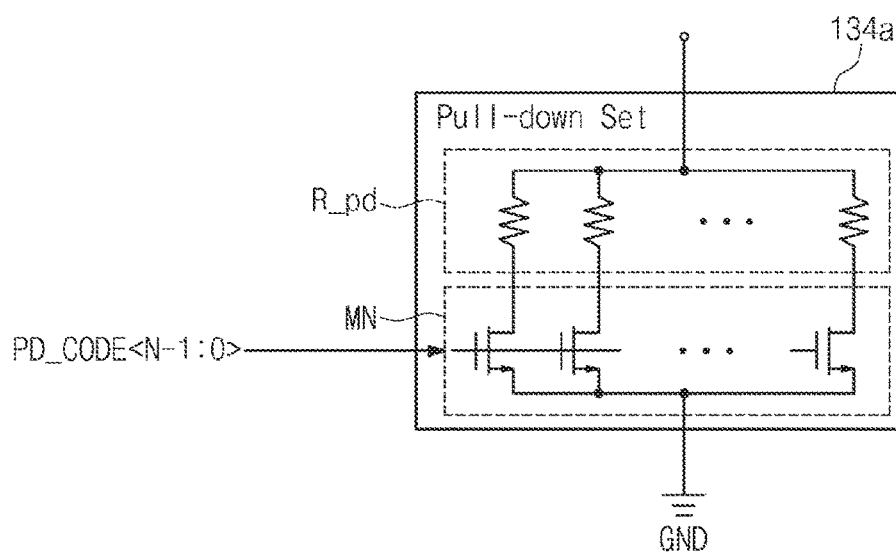 134a
Pull-down Set
R_pd
MN
PD_CODE<N-1:0>
GND